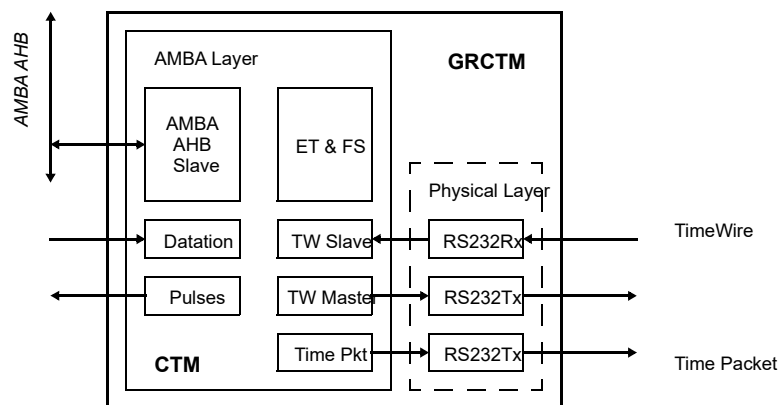 AMBA AHB
AMBA Layer
GRCTM
AMBA
AHB
Slave
ET & FS
Physical Layer
Datation
TW Slave
RS232Rx
TimeWire
Pulses
TW Master
RS232Tx
CTM
Time Pkt
RS232Tx
Time Packet